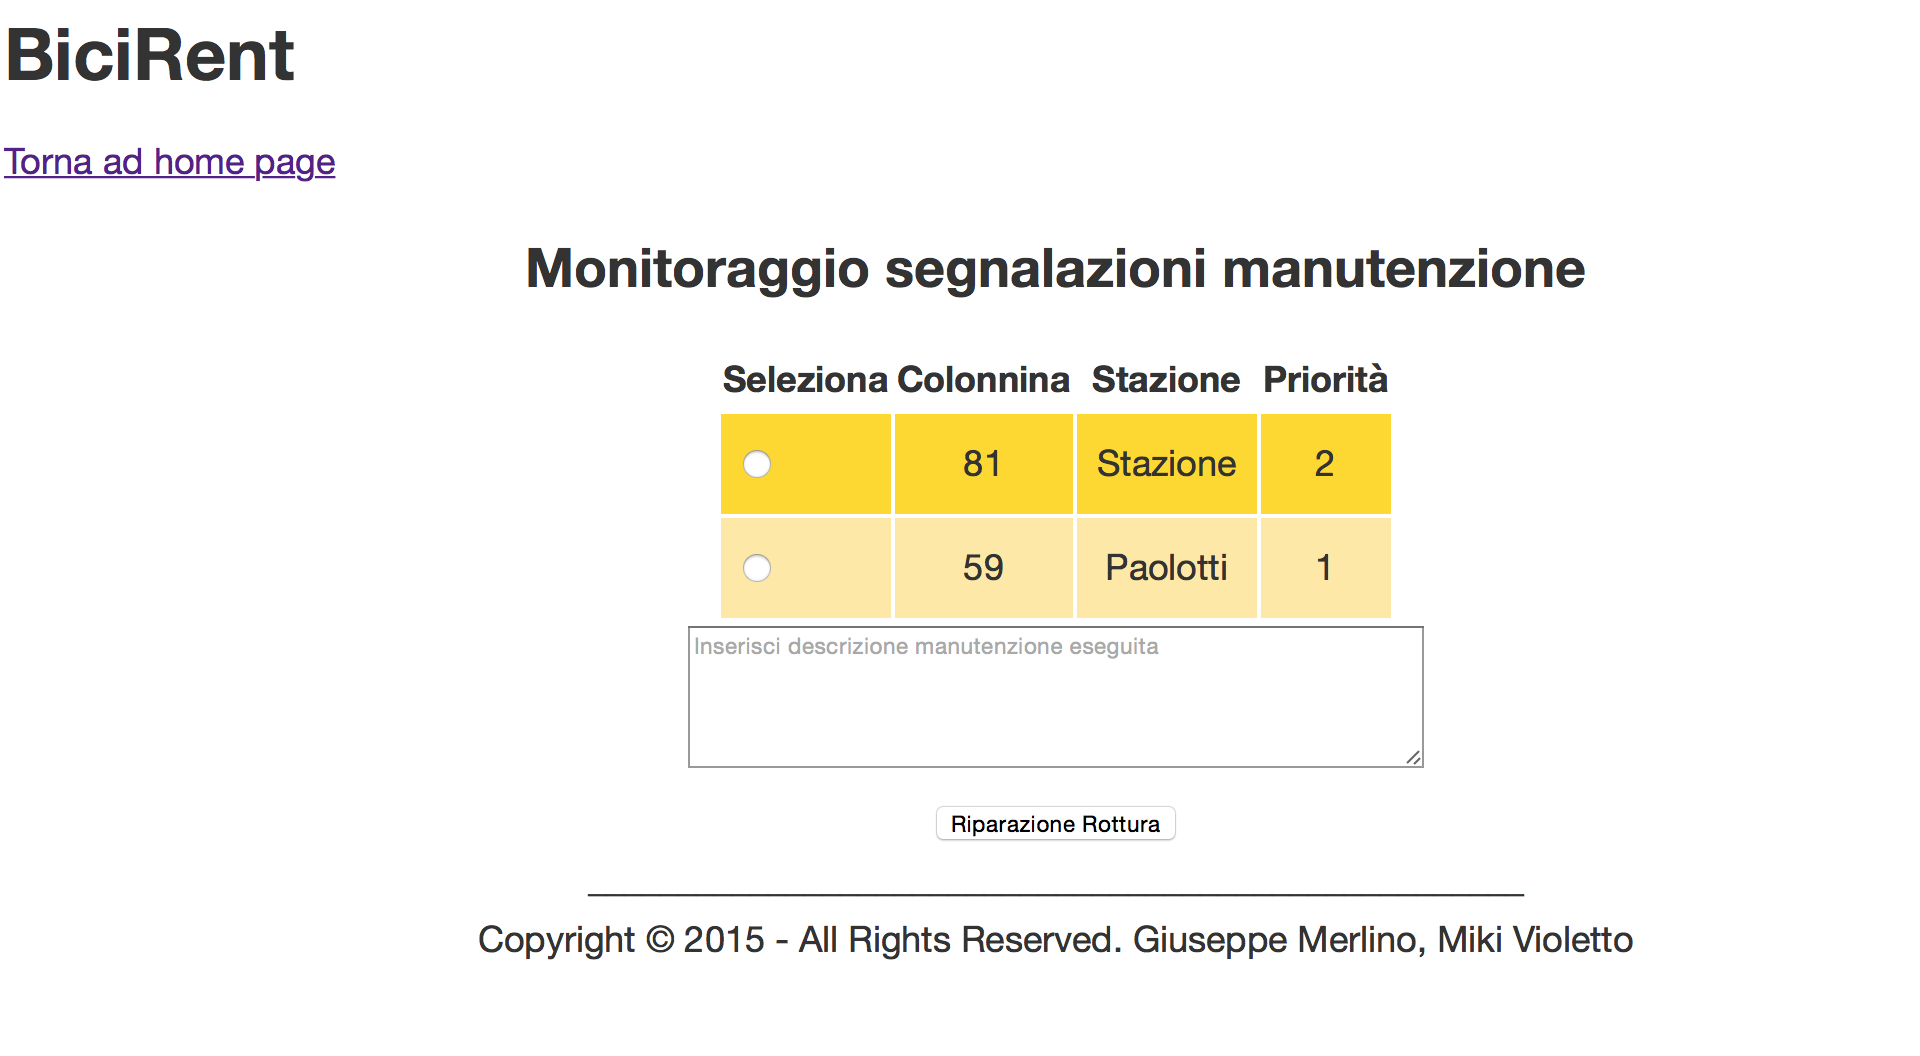 BiciRent
Torna ad home page
Monitoraggio segnalazioni manutenzione
Seleziona Colonnina Stazione Priorità
81 Stazione 2
59 Paolotti 1
Inserisci descrizione manutenzione eseguita
Riparazione Rottura
Copyright © 2015 - All Rights Reserved. Giuseppe Merlino, Miki Violetto